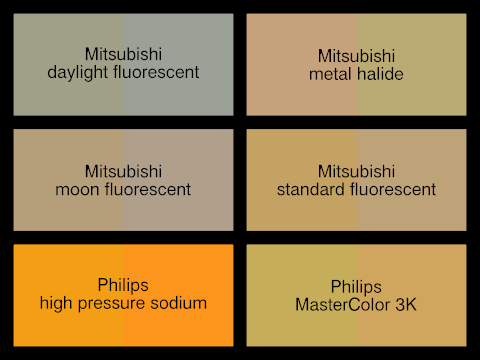 Mitsubishi
daylight fluorescent
Mitsubishi
metal halide
Mitsubishi
moon fluorescent
Mitsubishi
standard fluorescent
Philips
high pressure sodium
Philips
MasterColor 3K